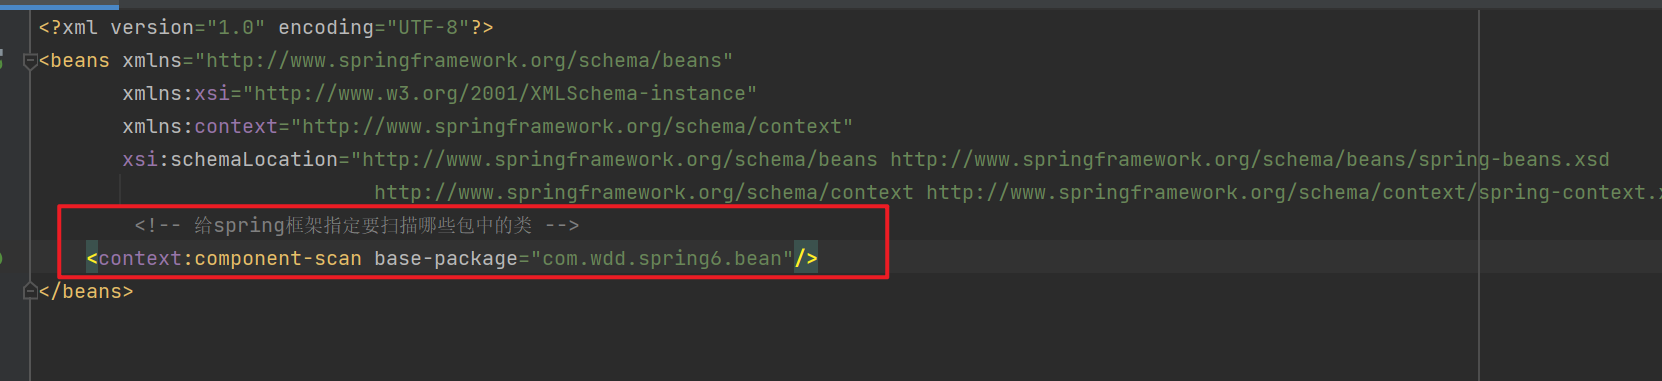 <?xml version="1.0" encoding="UTF-8"?>
<beans xmlns="http://www.springframework.org/schema/beans"
xmlns:xsi="http://www.w3.org/2001/XMLSchema-instance"
xmlns:context="http://www.springframework.org/schema/context"
xsi:schemaLocation="http://www.springframework.org/schema/beans http://www.springframework.org/schema/beans/spring-beans.xsd
http://www.springframework.org/schema/context http://www.springframework.org/schema/context/spring-context.x
<!-- 给spring框架指定要扫描哪些包中的类 -->
<context:component-scan base-package="com.wdd.spring6.bean"/>
</beans>